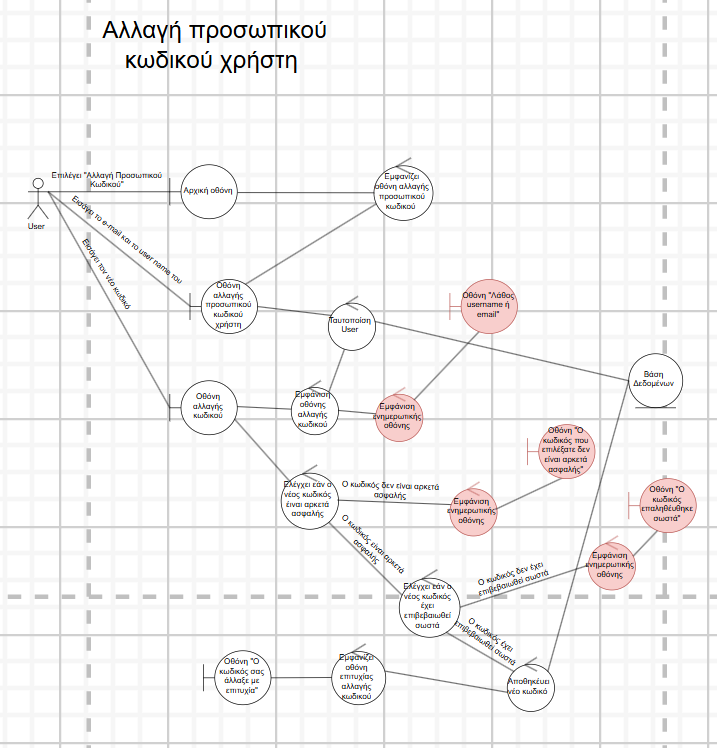 Αλλαγή προσωπικού
κωδικού χρήστη
Επιλέγει "Αλλαγή Προσωπικού
Κωδικού"
Αρχική οθόνη
Εμφανίζει
οθόνη αλλαγής
προσωπικού
κωδικού
User
Εισάγει το e-mail και το user name του
Εισάγει τον νέο κωδικό
Οθόνη
αλλαγής
προσωπικού
κωδικού
χρήστη
Ταυτοποίση
User
Οθόνη "Λάθος
username ή
email"
Βάση
Δεδομένων
Οθόνη
αλλαγής
κωδικού
Εμφάνιση
οθόνης
αλλαγής
κωδικού
Εμφάνιση
ενημερωτικής
οθόνης
Οθόνη "Ο
κωδικός που
επιλέξατε δεν
είναι αρκετά
ασφαλής"
Ελέγχει εάν ο
νέος κωδικός
είναι αρκετά
ασφαλής
Ο κωδικός δεν είναι αρκετά
ασφαλής
Εμφάνιση
ενημερωτικής
οθόνης
Οθόνη "Ο
κωδικός
επαληθέυθηκε
σωστά"
Ο κωδικός είναι αρκετά
ασφαλής
Εμφάνιση
ενημερωτικής
οθόνης
Ελέγχει εάν ο
νέος κωδικός
έχει
επιβεβαιωθεί
σωστά
Ο κωδικός δεν έχει
επιβεβαιωθεί σωστά
Ο κωδικός έχει
επιβεβαιωθεί σωστά
Οθόνη "Ο
κωδικός σας
άλλαξε με
επιτυχία"
Εμφανίζει
οθόνη
επιτυχίας
αλλαγής
κωδικού
Αποθηκέυει
νέο κωδικό